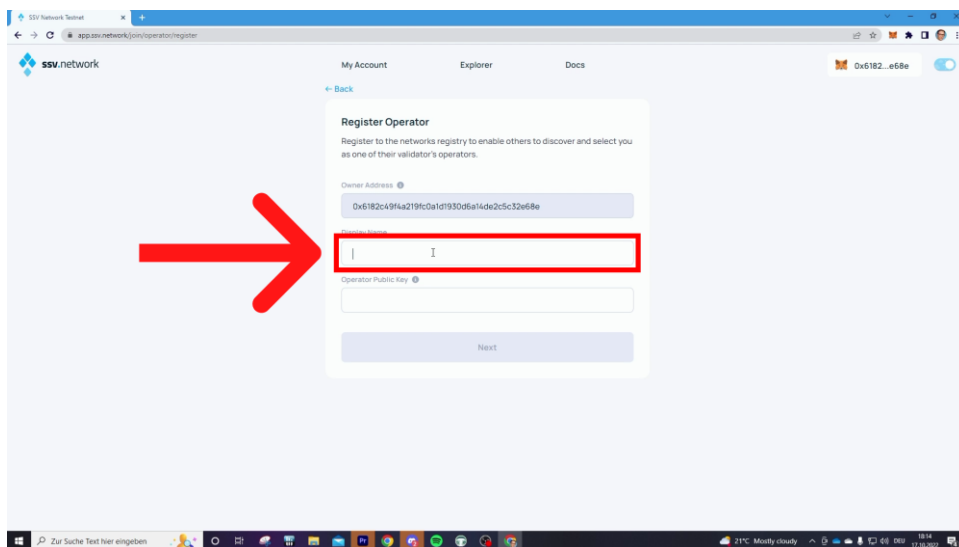 SSV Network Testnet
app.ssv.network/join/operator/register
ssv.network
My Account
Explorer
Docs
0x6182...e68e
← Back
Register Operator
Register to the networks registry to enable others to discover and select you
as one of their validator's operators.
Owner Address
0x6182c49f4a219fc0a1d1930d6a14de2c5c32e68e
Display Name
Operator Public Key
Next
Zur Suche Text hier eingeben
21°C Mostly cloudy
DEU
18:14
17.10.2022